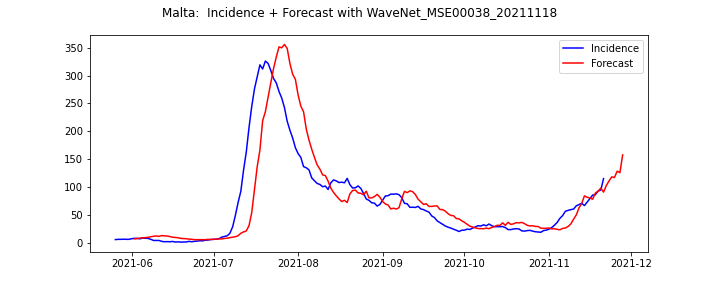 Malta:  Incidence + Forecast with WaveNet_MSE00038_20211118
Incidence
Forecast
350
300
250
200
150
100
50
0
2021-06 2021-07 2021-08 2021-09 2021-10 2021-11 2021-12